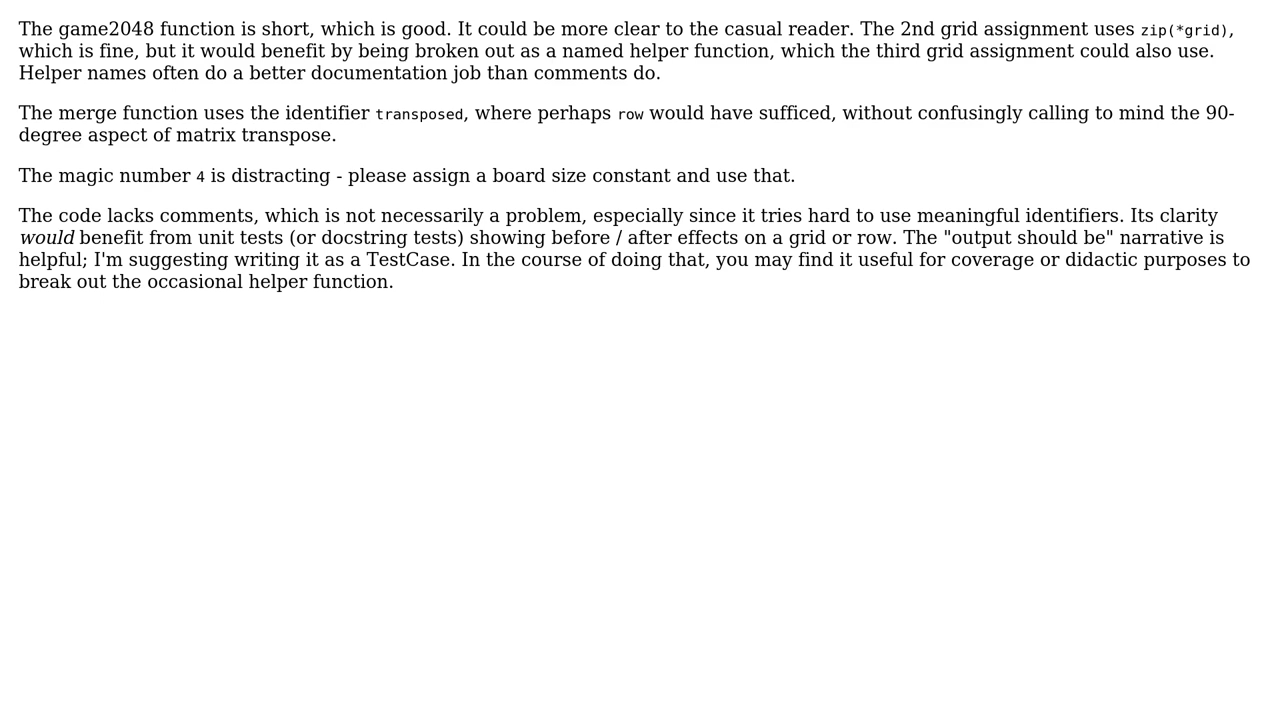 The game2048 function is short, which is good. It could be more clear to the casual reader. The 2nd grid assignment uses zip(*grid),
which is fine, but it would benefit by being broken out as a named helper function, which the third grid assignment could also use.
Helper names often do a better documentation job than comments do.
The merge function uses the identifier transposed, where perhaps row would have sufficed, without confusingly calling to mind the 90-
degree aspect of matrix transpose.
The magic number 4 is distracting - please assign a board size constant and use that.
The code lacks comments, which is not necessarily a problem, especially since it tries hard to use meaningful identifiers. Its clarity
would benefit from unit tests (or docstring tests) showing before / after effects on a grid or row. The "output should be" narrative is
helpful; I'm suggesting writing it as a TestCase. In the course of doing that, you may find it useful for coverage or didactic purposes to
break out the occasional helper function.